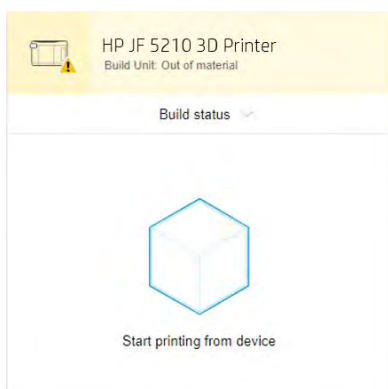 HP JF 5210 3D Printer
Build Unit: Out of material
Build status
Start printing from device